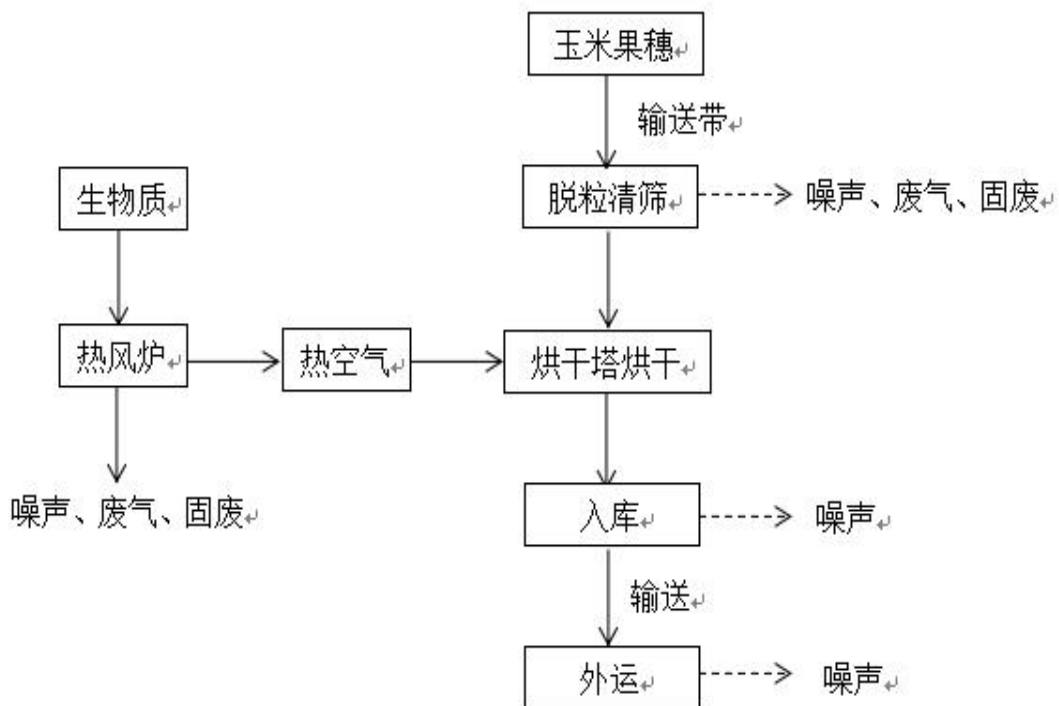 玉米果穗
输送带
生物质
脱粒清筛
噪声、废气、固废
热风炉
热空气
烘干塔烘干
噪声、废气、固废
入库
噪声
输送
外运
噪声